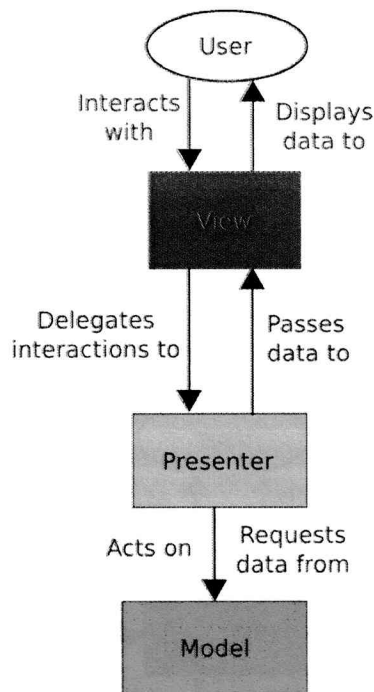 User
Interacts
with
Displays
data to
View
Delegates
interactions to
Passes
data to
Presenter
Acts on
Requests
data from
Model